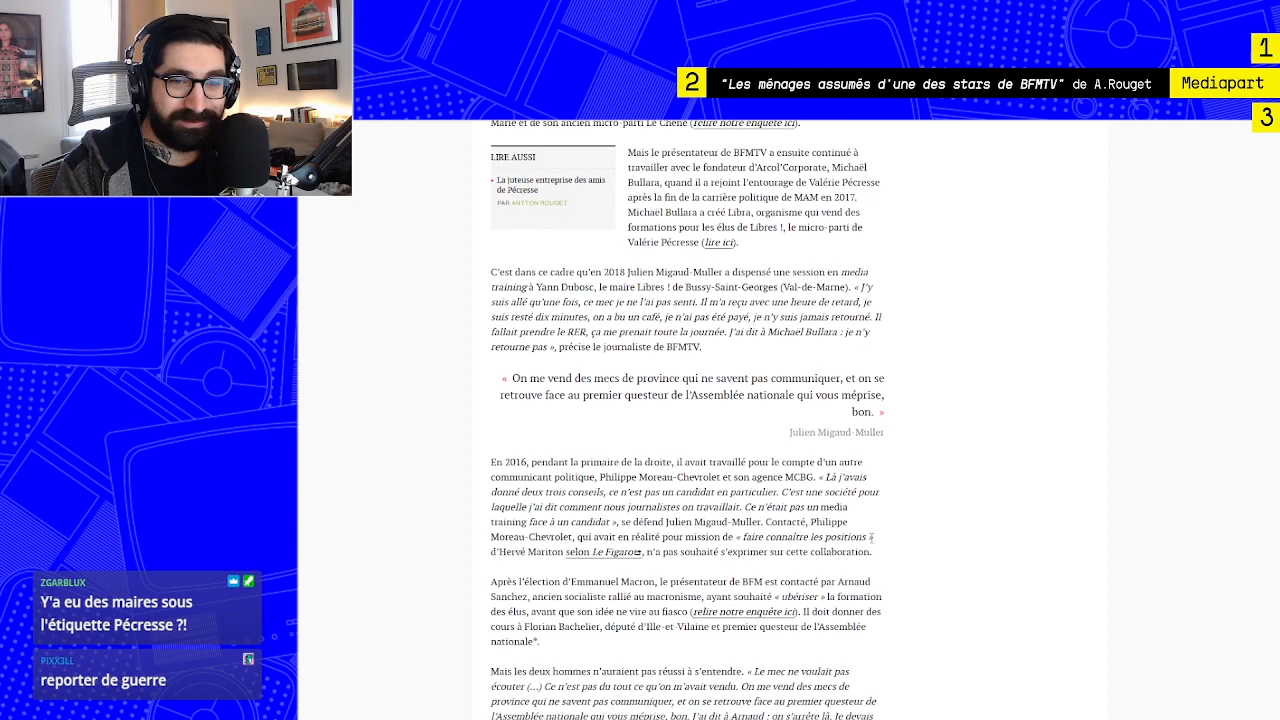 1
2
"Les ménages assumés d'une des stars de BFMTV" de A.Rouget
Mediapart
3
Marie et de son ancien micro-parti Le Chêne (relire notre enquête ici).
LIRE AUSSI
La juteuse entreprise des amis
de Pécresse
PAR ANTTON ROUGET
Mais le présentateur de BFMTV a ensuite continué à
travailler avec le fondateur d'Arcol'Corporate, Michaël
Bullara, quand il a rejoint l'entourage de Valérie Pécresse
après la fin de la carrière politique de MAM en 2017.
Michaël Bullara a créé Libra, organisme qui vend des
formations pour les élus de Libres !, le micro-parti de
Valérie Pécresse (lire ici).
C'est dans ce cadre qu'en 2018 Julien Migaud-Muller a dispensé une session en media
training à Yann Dubosc, le maire Libres ! de Bussy-Saint-Georges (Val-de-Marne). « J'y
suis allé qu'une fois, ce mec je ne l'ai pas senti. Il m'a reçu avec une heure de retard, je
suis resté dix minutes, on a bu un café, je n'ai pas été payé, je n'y suis jamais retourné. Il
fallait prendre le RER, ça me prenait toute la journée. J'ai dit à Michaël Bullara : je n'y
retourne pas », précise le journaliste de BFMTV.
« On me vend des mecs de province qui ne savent pas communiquer, et on se
retrouve face au premier questeur de l'Assemblée nationale qui vous méprise,
bon. »
Julien Migaud-Muller
En 2016, pendant la primaire de la droite, il avait travaillé pour le compte d'un autre
communicant politique, Philippe Moreau-Chevrolet et son agence MCBG. « Là j'avais
donné deux trois conseils, ce n'est pas un candidat en particulier. C'est une société pour
laquelle j'ai dit comment nous journalistes on travaillait. Ce n'était pas un media
training face à un candidat », se défend Julien Migaud-Muller. Contacté, Philippe
Moreau-Chevrolet, qui avait en réalité pour mission de « faire connaître les positions »
d'Hervé Mariton selon Le Figaro, n'a pas souhaité s'exprimer sur cette collaboration.
Après l'élection d'Emmanuel Macron, le présentateur de BFM est contacté par Arnaud
Sanchez, ancien socialiste rallié au macronisme, ayant souhaité « ubériser » la formation
des élus, avant que son idée ne vire au fiasco (relire notre enquête ici). Il doit donner des
cours à Florian Bachelier, député d'Ille-et-Vilaine et premier questeur de l'Assemblée
nationale*.
Mais les deux hommes n'auraient pas réussi à s'entendre. « Le mec ne voulait pas
écouter (…) Ce n'est pas du tout ce qu'on m'avait vendu. On me vend des mecs de
province qui ne savent pas communiquer, et on se retrouve face au premier questeur de
l'Assemblée nationale qui vous méprise, bon. J'ai dit à Arnaud : on s'arrête là. Je devais
ZGARBLUX
Y'a eu des maires sous
l'étiquette Pécresse ?!
PIXX3LL
reporter de guerre